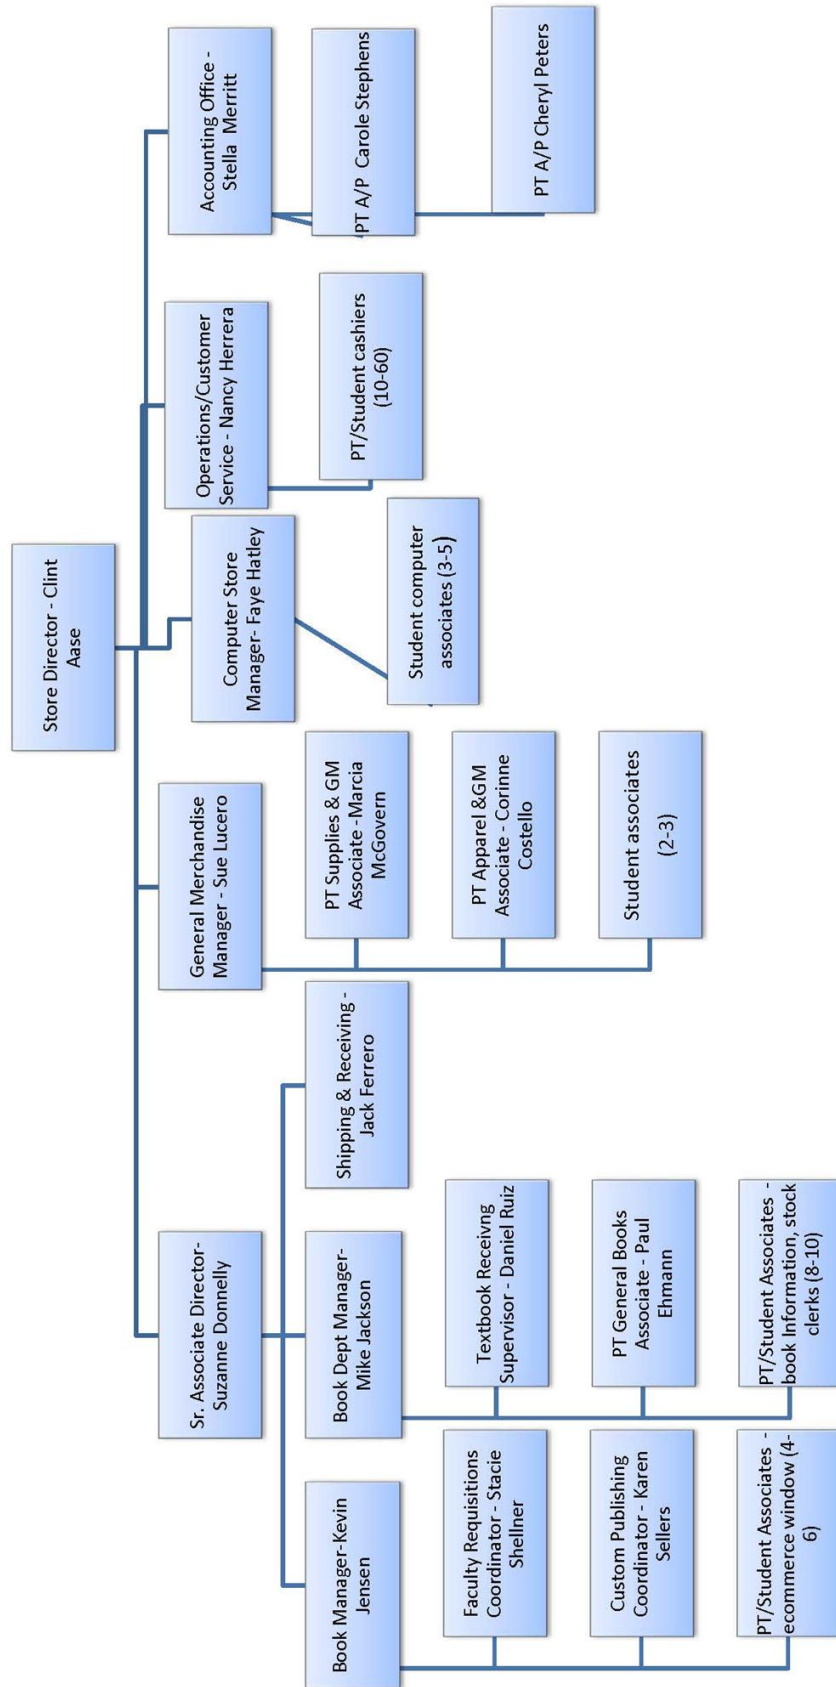 Store Director - Clint
Aase
Sr. Associate Director-
Suzanne Donnelly
General Merchandise
Manager - Sue Lucero
Computer Store
Manager- Faye Hatley
Operations/Customer
Service - Nancy Herrera
Accounting Office -
Stella Merritt
Book Manager-Kevin
Jensen
Book Dept Manager-
Mike Jackson
Shipping & Receiving -
Jack Ferrero
PT Supplies & GM
Associate -Marcia
McGovern
Student computer
associates (3-5)
PT/Student cashiers
(10-60)
PT A/P Carole Stephens
Faculty Requisitions
Coordinator - Stacie
Shellner
Textbook Receivng
Supervisor - Daniel Ruiz
PT Apparel &GM
Associate - Corinne
Costello
PT A/P Cheryl Peters
Custom Publishing
Coordinator - Karen
Sellers
PT General Books
Associate - Paul
Ehmann
Student associates
(2-3)
PT/Student Associates -
ecommerce window (4-
6)
PT/Student Associates -
book Information, stock
clerks (8-10)